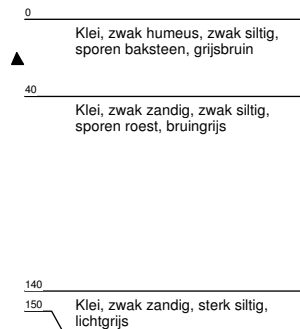 0
Klei, zwak humeus, zwak siltig,
sporen baksteen, grijsbruin
40
Klei, zwak zandig, zwak siltig,
sporen roest, bruingrijs
140
150
Klei, zwak zandig, sterk siltig,
lichtgrijs